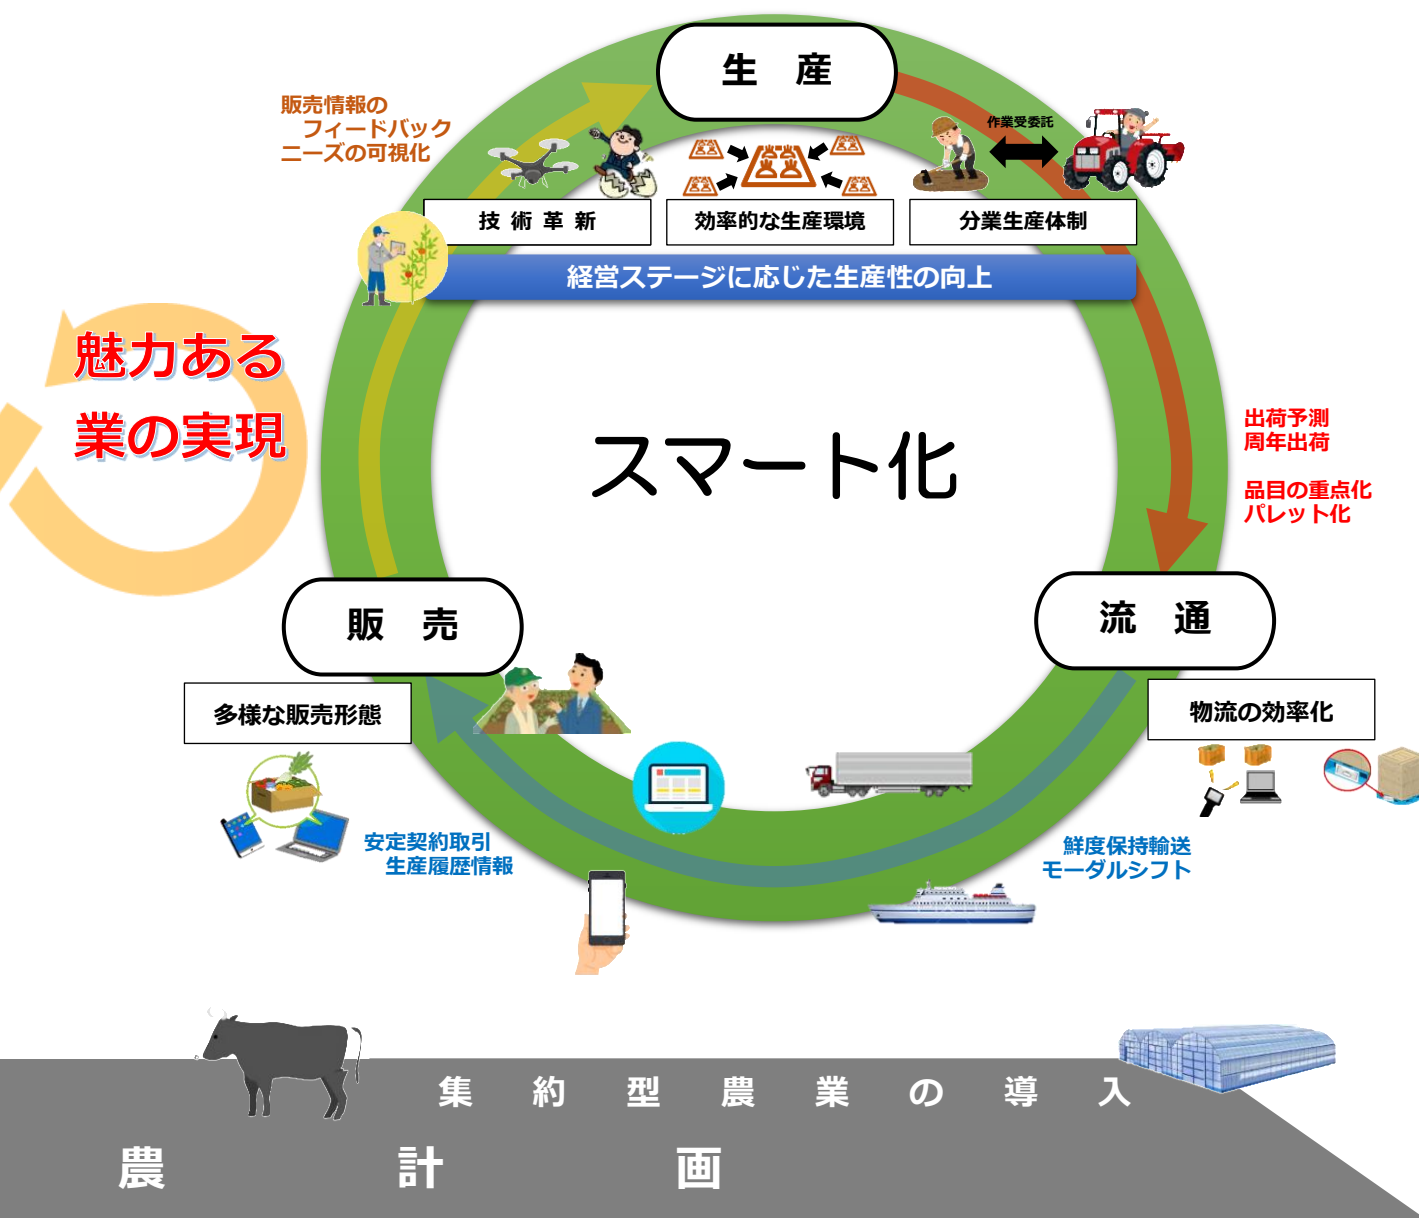 生　産
販売情報の
フィードバック
ニーズの可視化
作業受委託
技 術 革 新
効率的な生産環境
分業生産体制
経営ステージに応じた生産性の向上
魅力ある
業の実現
スマート化
出荷予測
周年出荷
品目の重点化
パレット化
販　売
流　通
多様な販売形態
物流の効率化
安定契約取引
生産履歴情報
鮮度保持輸送
モーダルシフト
集 約 型 農 業 の 導 入
農 計 画